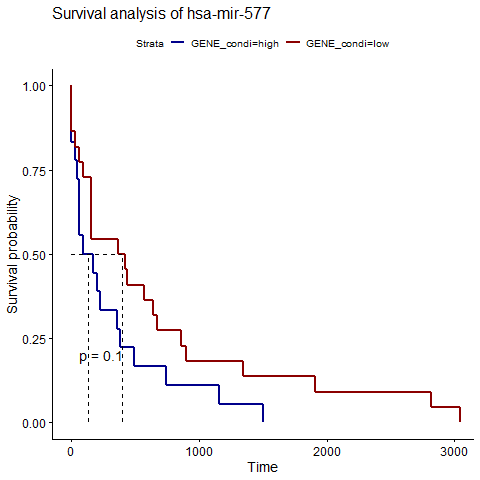 Survival analysis of hsa-mir-577
Strata GENE_condi=high GENE_condi=low
Survival probability
1.00
0.75
0.50
0.25
0.00
p = 0.1
0 1000 2000 3000
Time